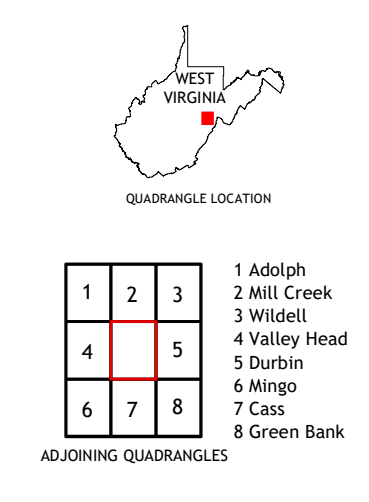 WEST
VIRGINIA
QUADRANGLE LOCATION
1 2 3
4 5
6 7 8
1 Adolph
2 Mill Creek
3 Wildell
4 Valley Head
5 Durbin
6 Mingo
7 Cass
8 Green Bank
ADJOINING QUADRANGLES